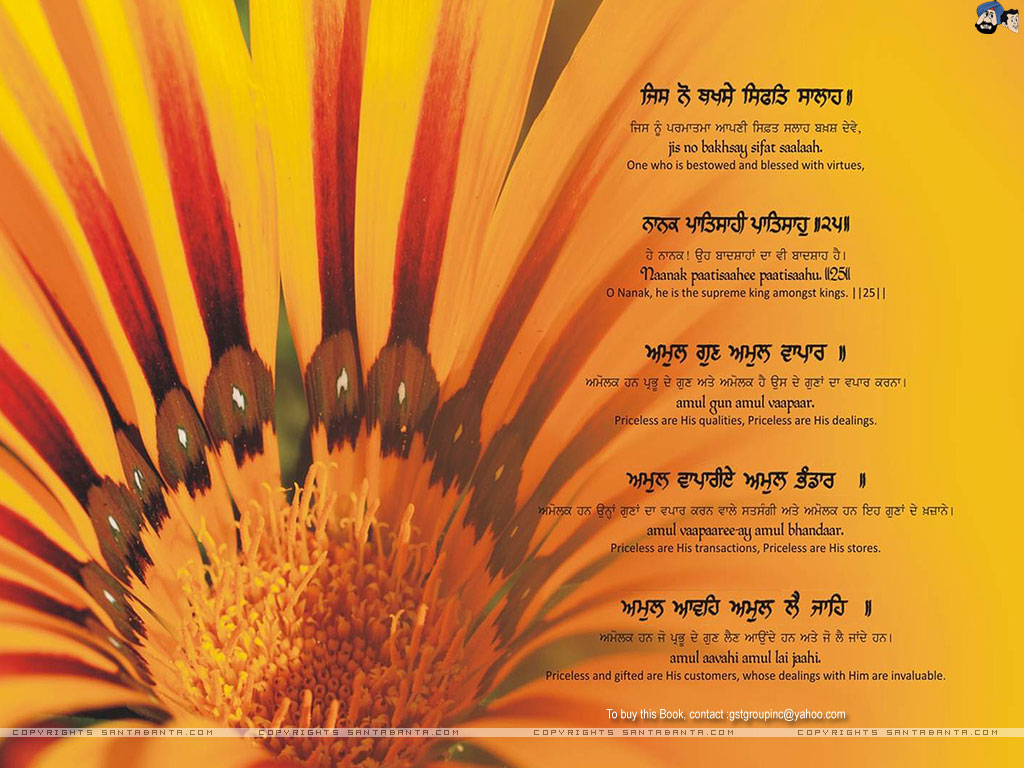 ਜਿਸ ਨੋ ਬਖਸੇ ਸਿਫਤਿ ਸਾਲਾਹ॥
ਜਿਸ ਨੂੰ ਪਰਮਾਤਮਾ ਆਪਣੀ ਸਿਫ਼ਤ ਸਲਾਹ ਬਖ਼ਸ਼ ਦੇਵੇ,
jis no bakhsay sifat saalaah.
One who is bestowed and blessed with virtues,
ਨਾਨਕ ਪਾਤਿਸਾਹੀ ਪਾਤਿਸਾਹੁ ॥੨੫॥
ਹੇ ਨਾਨਕ! ਉਹ ਬਾਦਸ਼ਾਹਾਂ ਦਾ ਵੀ ਬਾਦਸ਼ਾਹ ਹੈ।
Naanak paatisaahee paatisaahu. ||25||
O Nanak, he is the supreme king amongst kings. ||25||
ਅਮੁਲ ਗੁਣ ਅਮੁਲ ਵਾਪਾਰ ॥
ਅਮੋਲਕ ਹਨ ਪ੍ਰਭੂ ਦੇ ਗੁਣ ਅਤੇ ਅਮੋਲਕ ਹੈ ਉਸ ਦੇ ਗੁਣਾਂ ਦਾ ਵਪਾਰ ਕਰਨਾ।
amul gun amul vaapaar.
Priceless are His qualities, Priceless are His dealings.
ਅਮੁਲ ਵਾਪਾਰੀਏ ਅਮੁਲ ਭੰਡਾਰ ॥
ਅਮੋਲਕ ਹਨ ਉਨ੍ਹਾਂ ਗੁਣਾਂ ਦਾ ਵਪਾਰ ਕਰਨ ਵਾਲੇ ਸਤਸੰਗੀ ਅਤੇ ਅਮੋਲਕ ਹਨ ਇਹ ਗੁਣਾਂ ਦੇ ਖ਼ਜ਼ਾਨੇ।
amul vaapaaree-ay amul bhandaar.
Priceless are His transactions, Priceless are His stores.
ਅਮੁਲ ਆਵਹਿ ਅਮੁਲ ਲੈ ਜਾਹਿ ॥
ਅਮੋਲਕ ਹਨ ਜੋ ਪ੍ਰਭੂ ਦੇ ਗੁਣ ਲੈਣ ਆਉਂਦੇ ਹਨ ਅਤੇ ਜੋ ਲੈ ਜਾਂਦੇ ਹਨ।
amul aavahi amul lai jaahi.
Priceless and gifted are His customers, whose dealings with Him are invaluable.
To buy this Book, contact :gstgroupinc@yahoo.com
COPYRIGHTS SANTABANTA.COM COPYRIGHTS SANTABANTA.COM COPYRIGHTS SANTABANTA.COM COPYRIGHTS SANTABANTA.COM